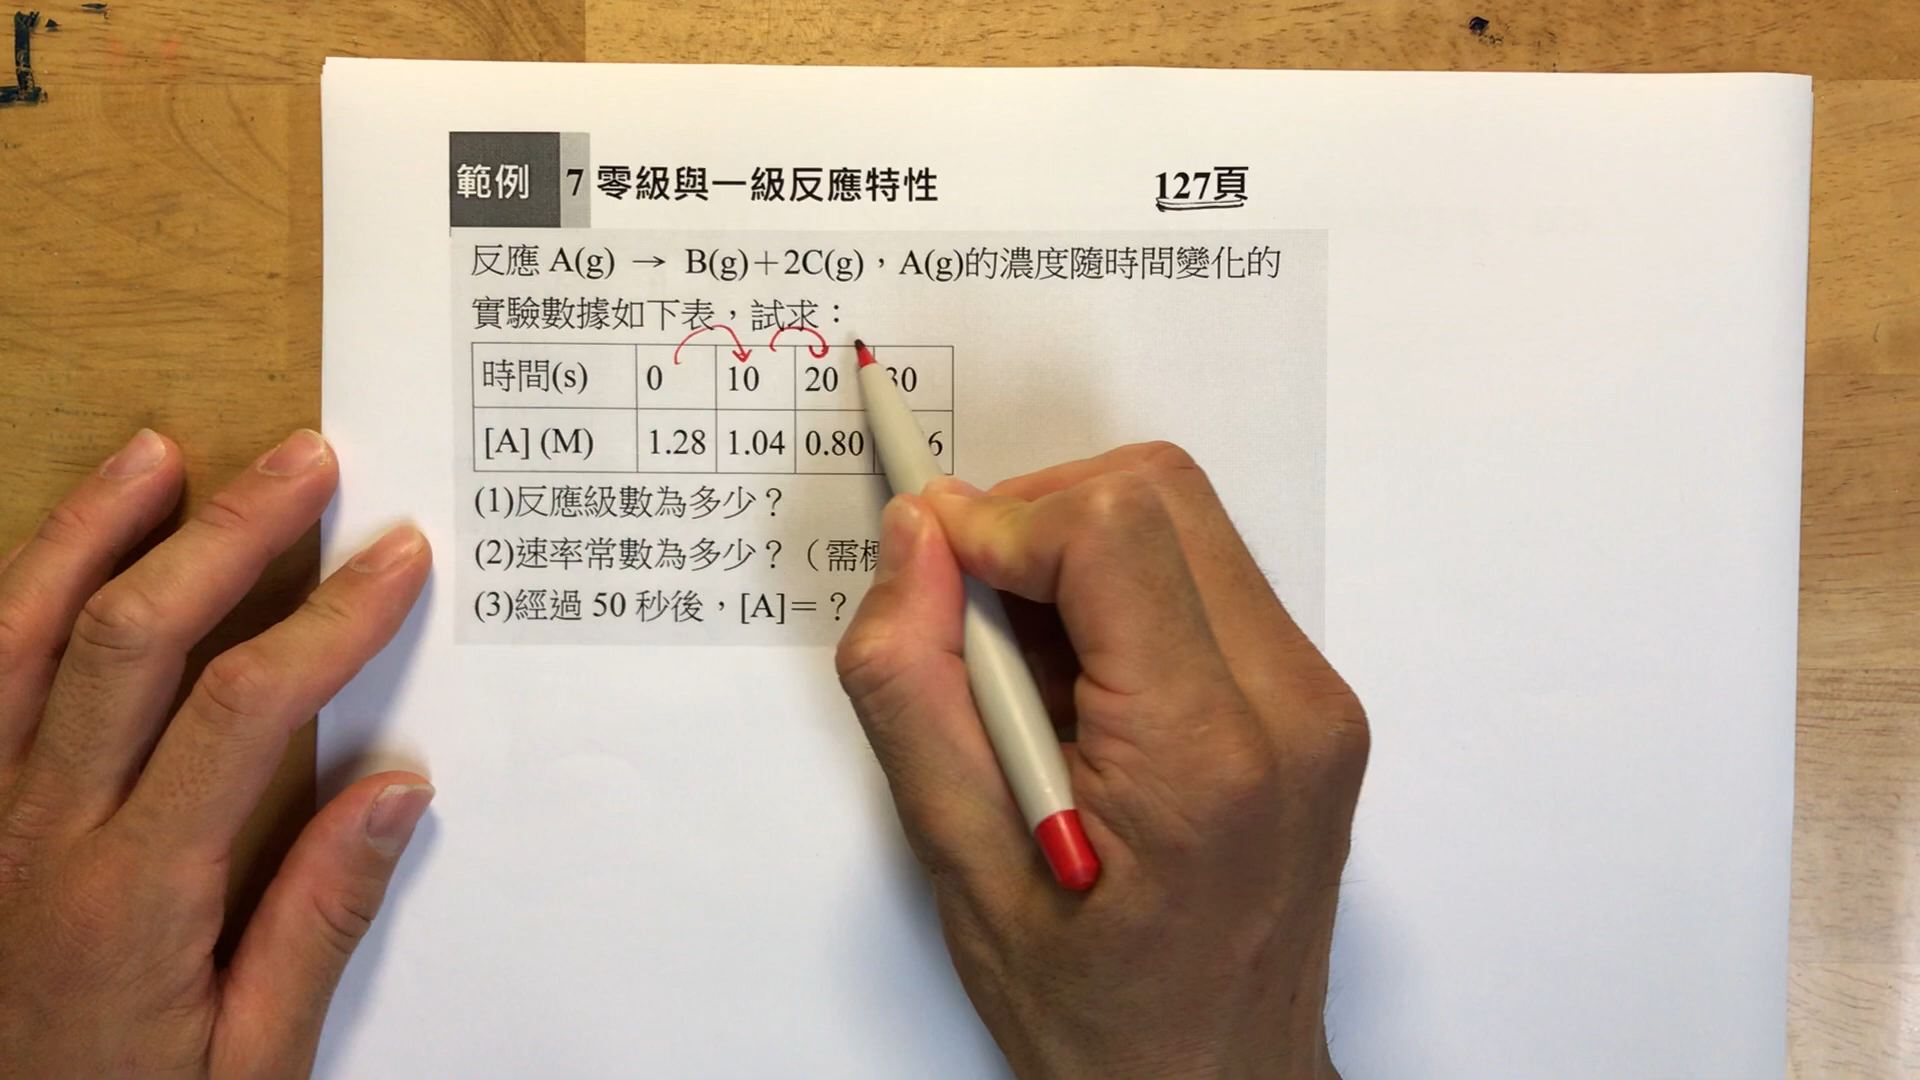 範例 7 零級與一級反應特性 127頁
反應 A(g) → B(g)+2C(g)，A(g)的濃度隨時間變化的
實驗數據如下表，試求：
時間(s) 0 10 20 30
[A] (M) 1.28 1.04 0.80 6
(1)反應級數為多少？
(2)速率常數為多少？（需
(3)經過 50 秒後，[A]=？